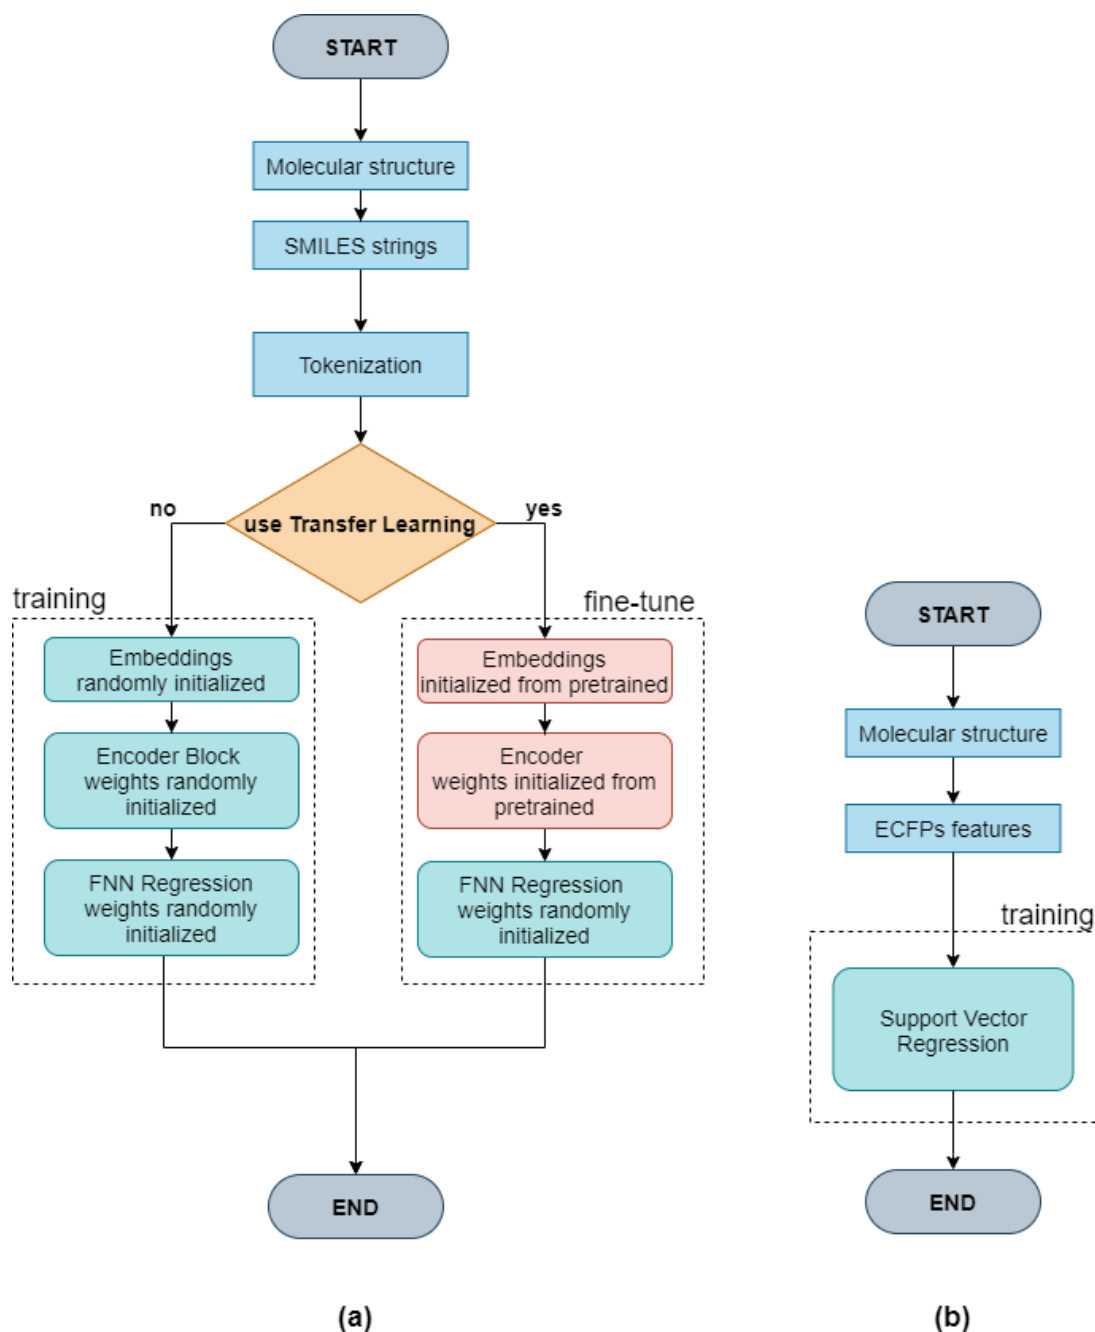 START
Molecular structure
SMILES strings
Tokenization
use Transfer Learning
no
yes
training
Embeddings
randomly initialized
Encoder Block
weights randomly
initialized
FNN Regression
weights randomly
initialized
fine-tune
Embeddings
initialized from pretrained
Encoder
weights initialized from
pretrained
FNN Regression
weights randomly
initialized
END
(a)
START
Molecular structure
ECFPs features
training
Support Vector
Regression
END
(b)